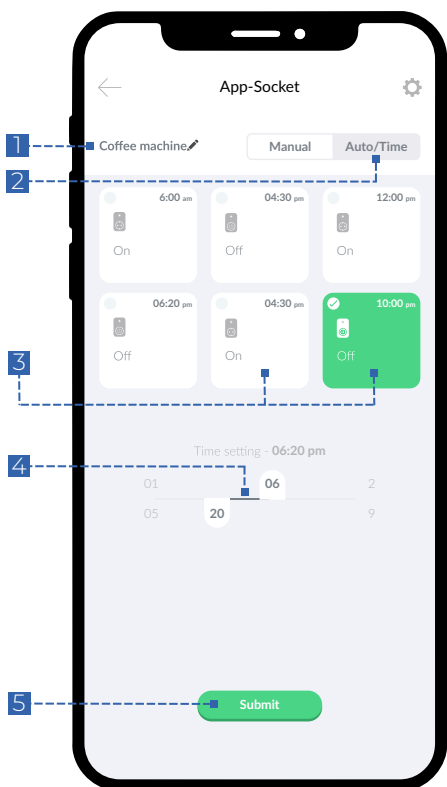 App-Socket
1
Coffee machine
Manual
Auto/Time
2
6:00 am
04:30 pm
12:00 pm
On
Off
On
06:20 pm
04:30 pm
10:00 pm
Off
On
Off
3
Time setting - 06:20 pm
4
01
06
2
05
20
9
5
Submit